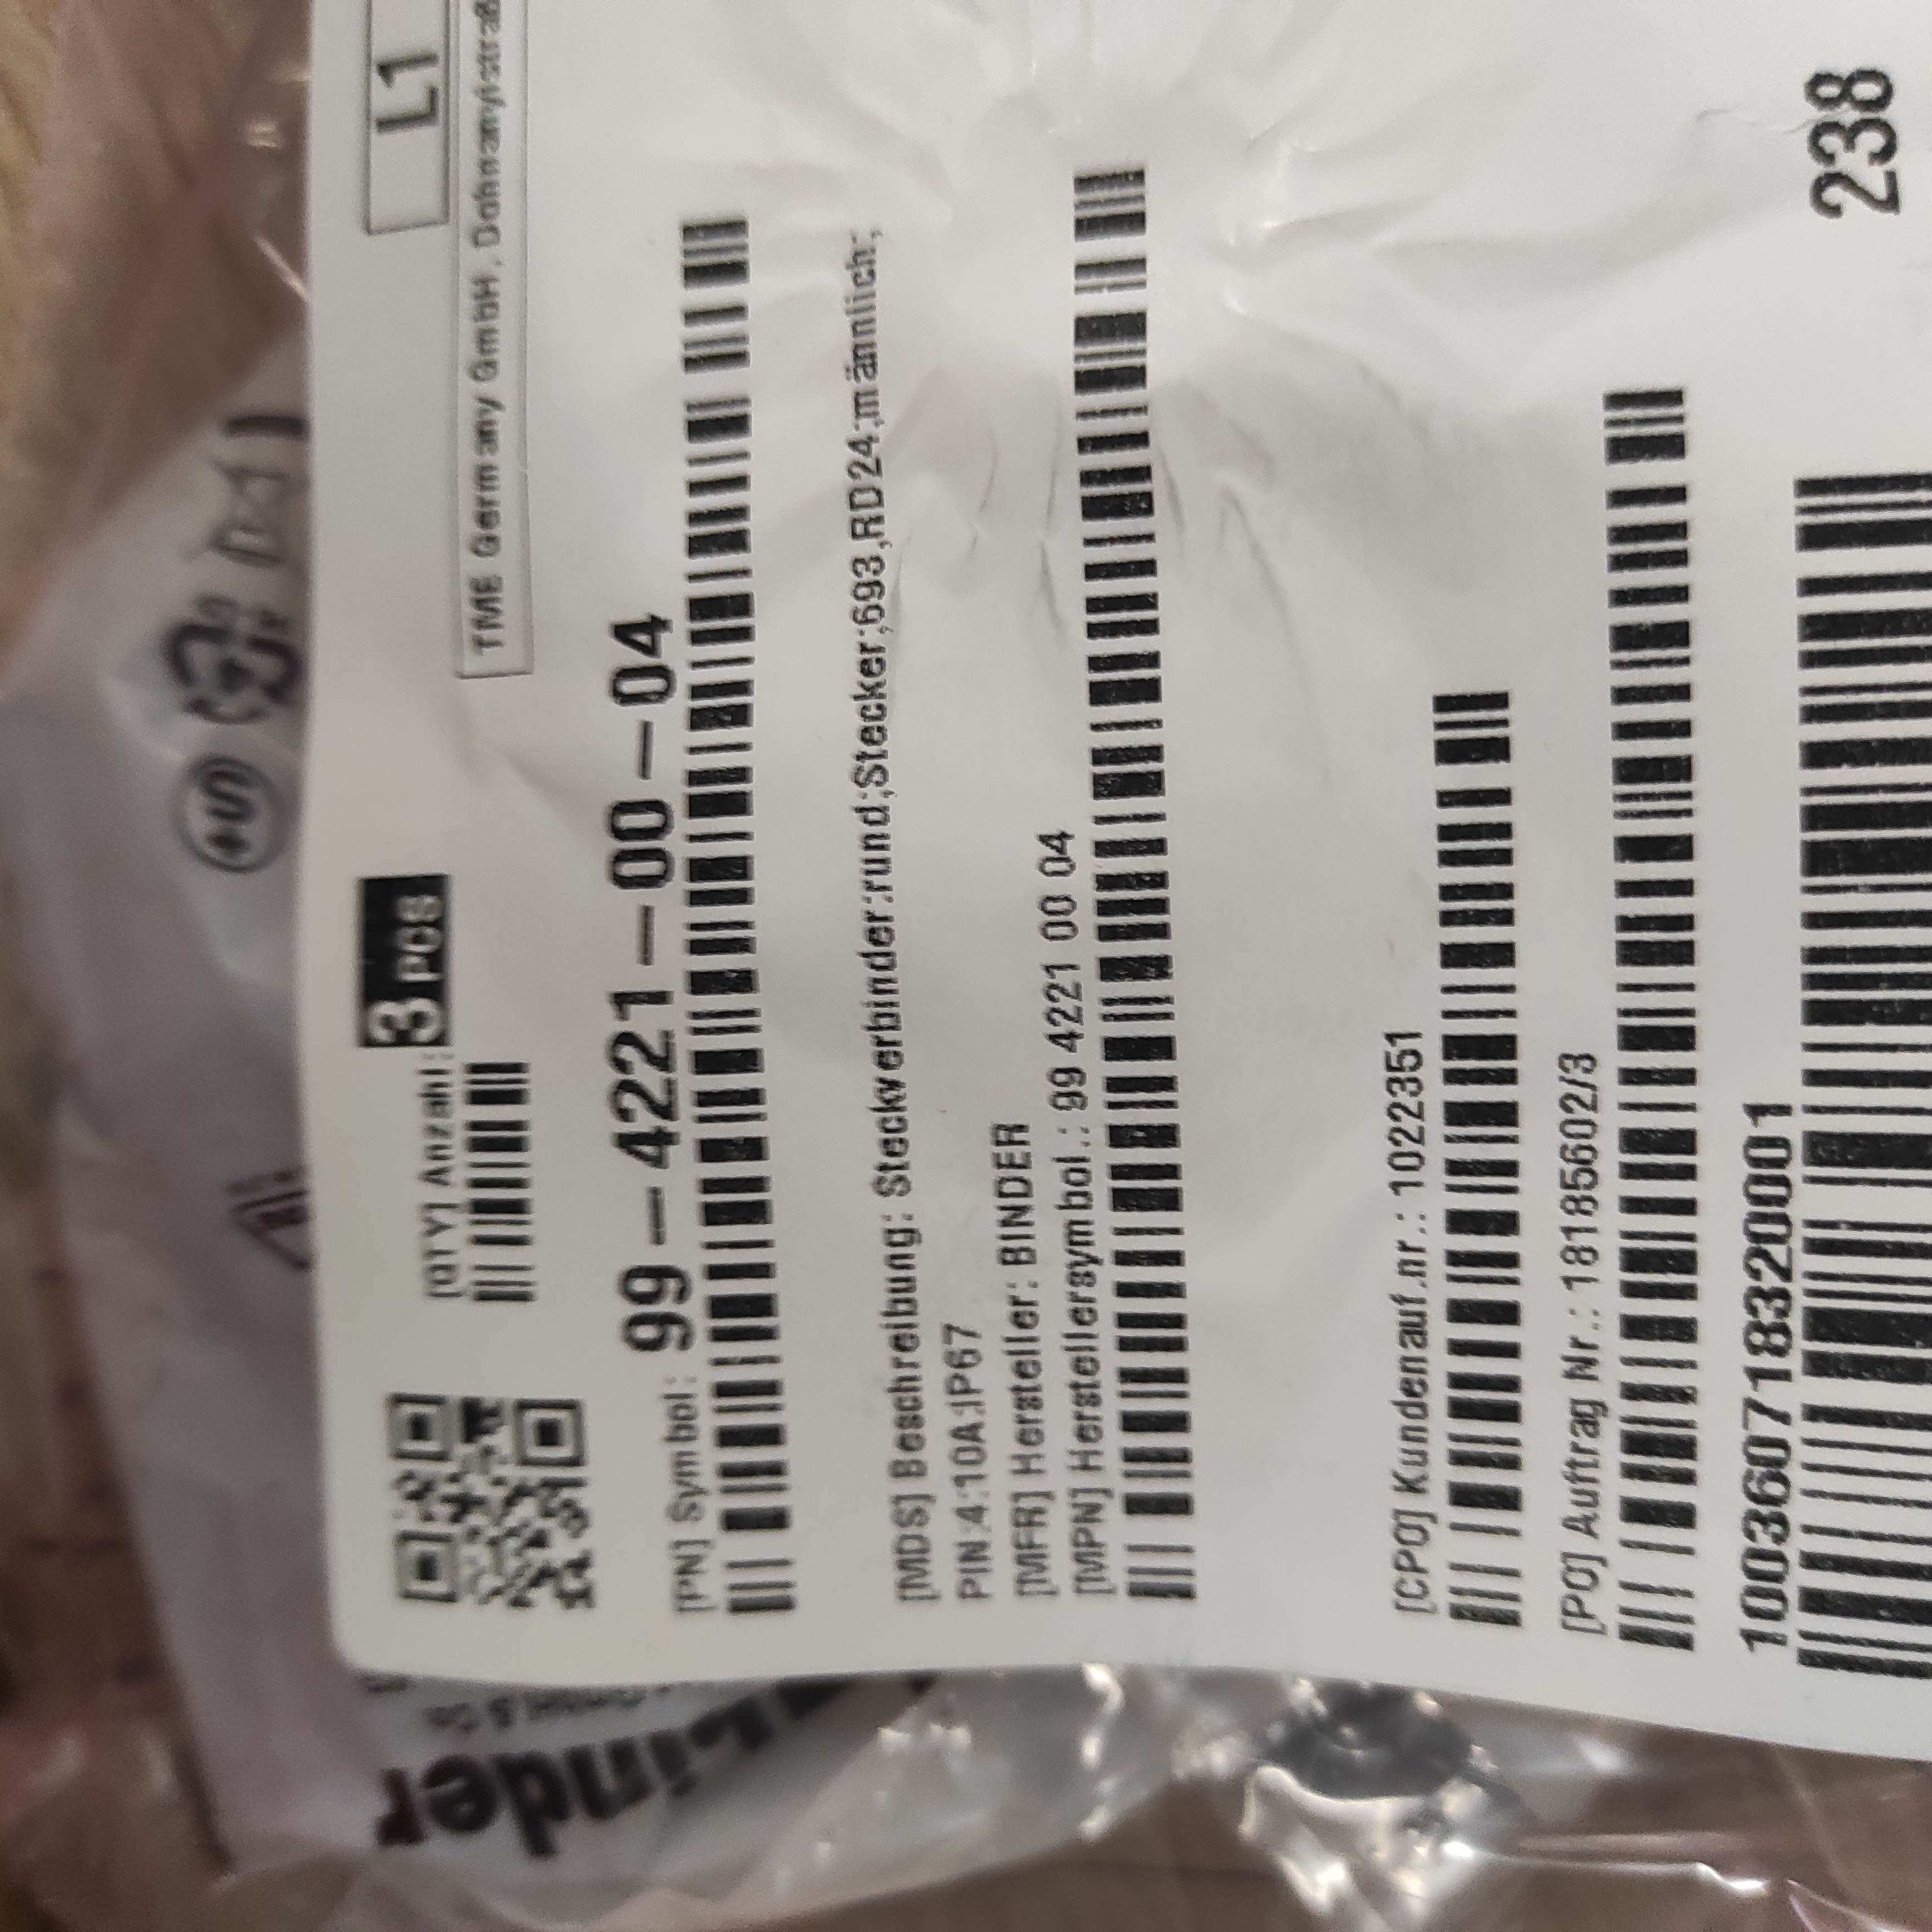 L1
[QTY] Anzahl: 3 PCS
TME Germany GmbH,
[PN] Symbol: 99-4221-00-04
[MDS] Beschreibung: Steckverbinder:rund;Stecker;693,RD24;männlich;
PIN:4;10A;IP67
[MFR] Hersteller: BINDER
[MPN] Herstellersymbol.: 99 4221 00 04
[CPO] Kundenauf.nr.: 1022351
[PO] Auftrag Nr.: 18185602/3
100360718320001
238
binder